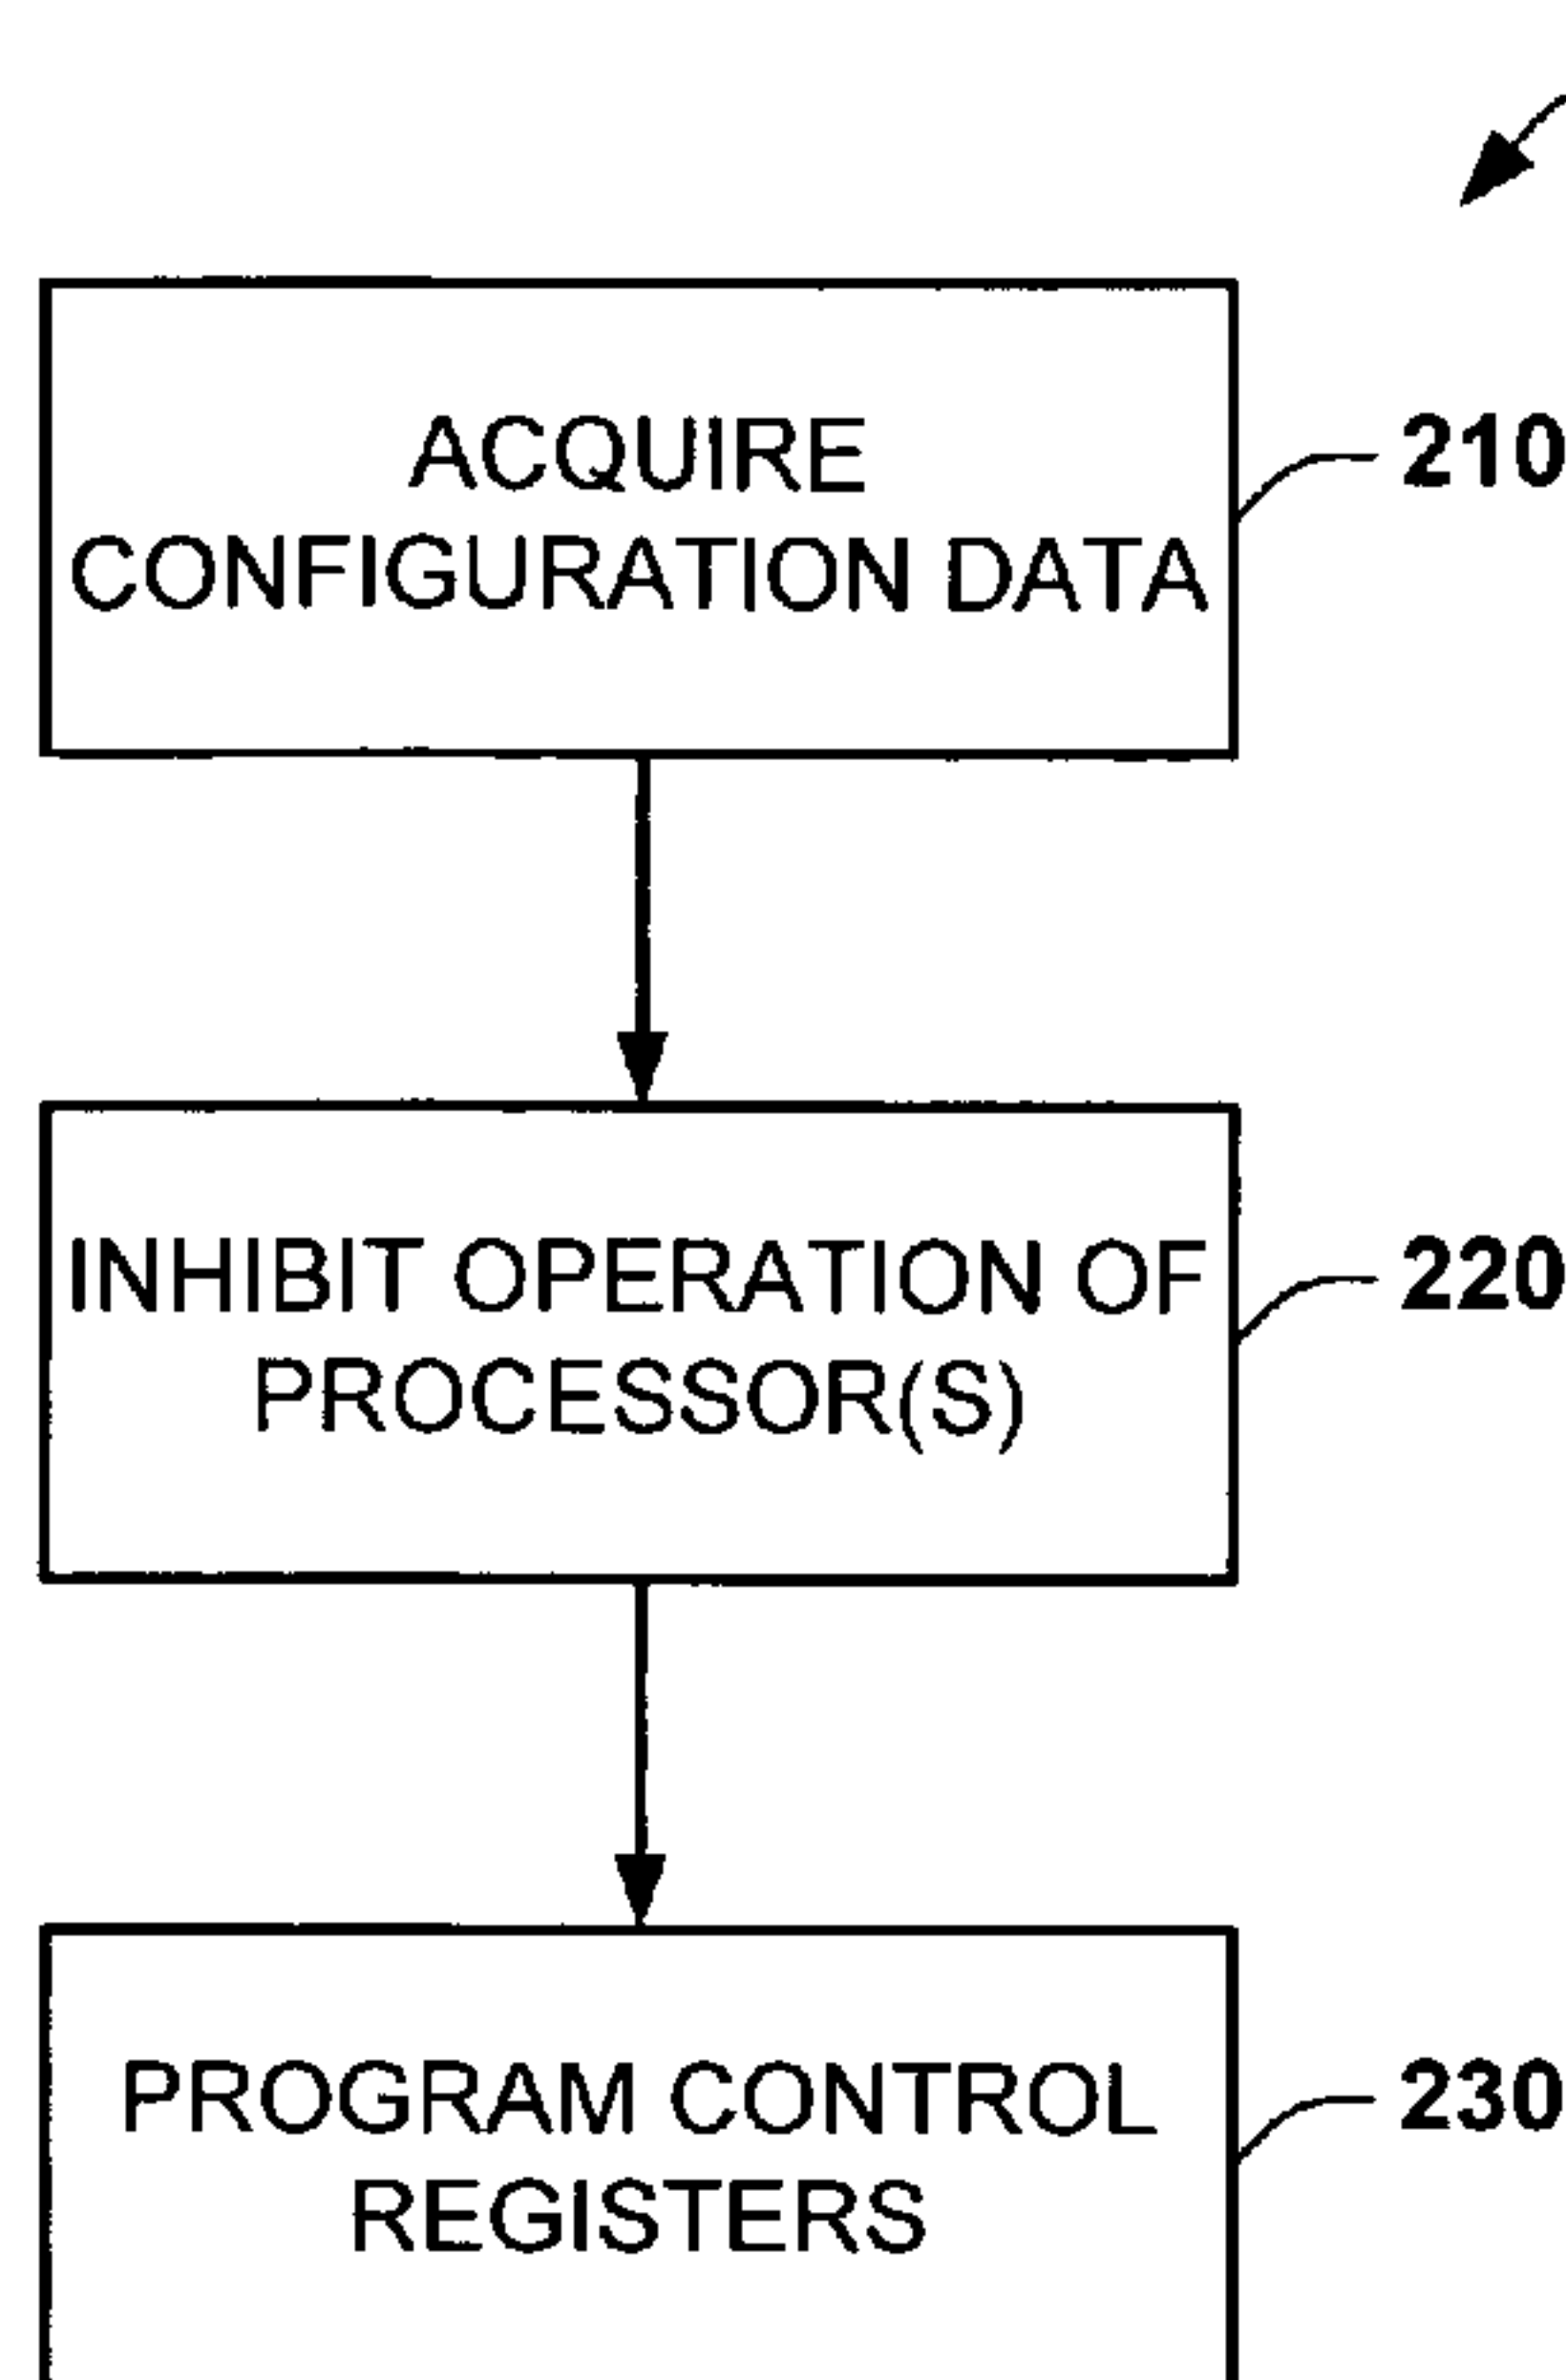 ACQUIRE
CONFIGURATION DATA
210
INHIBIT OPERATION OF
PROCESSOR(S)
220
PROGRAM CONTROL
REGISTERS
230